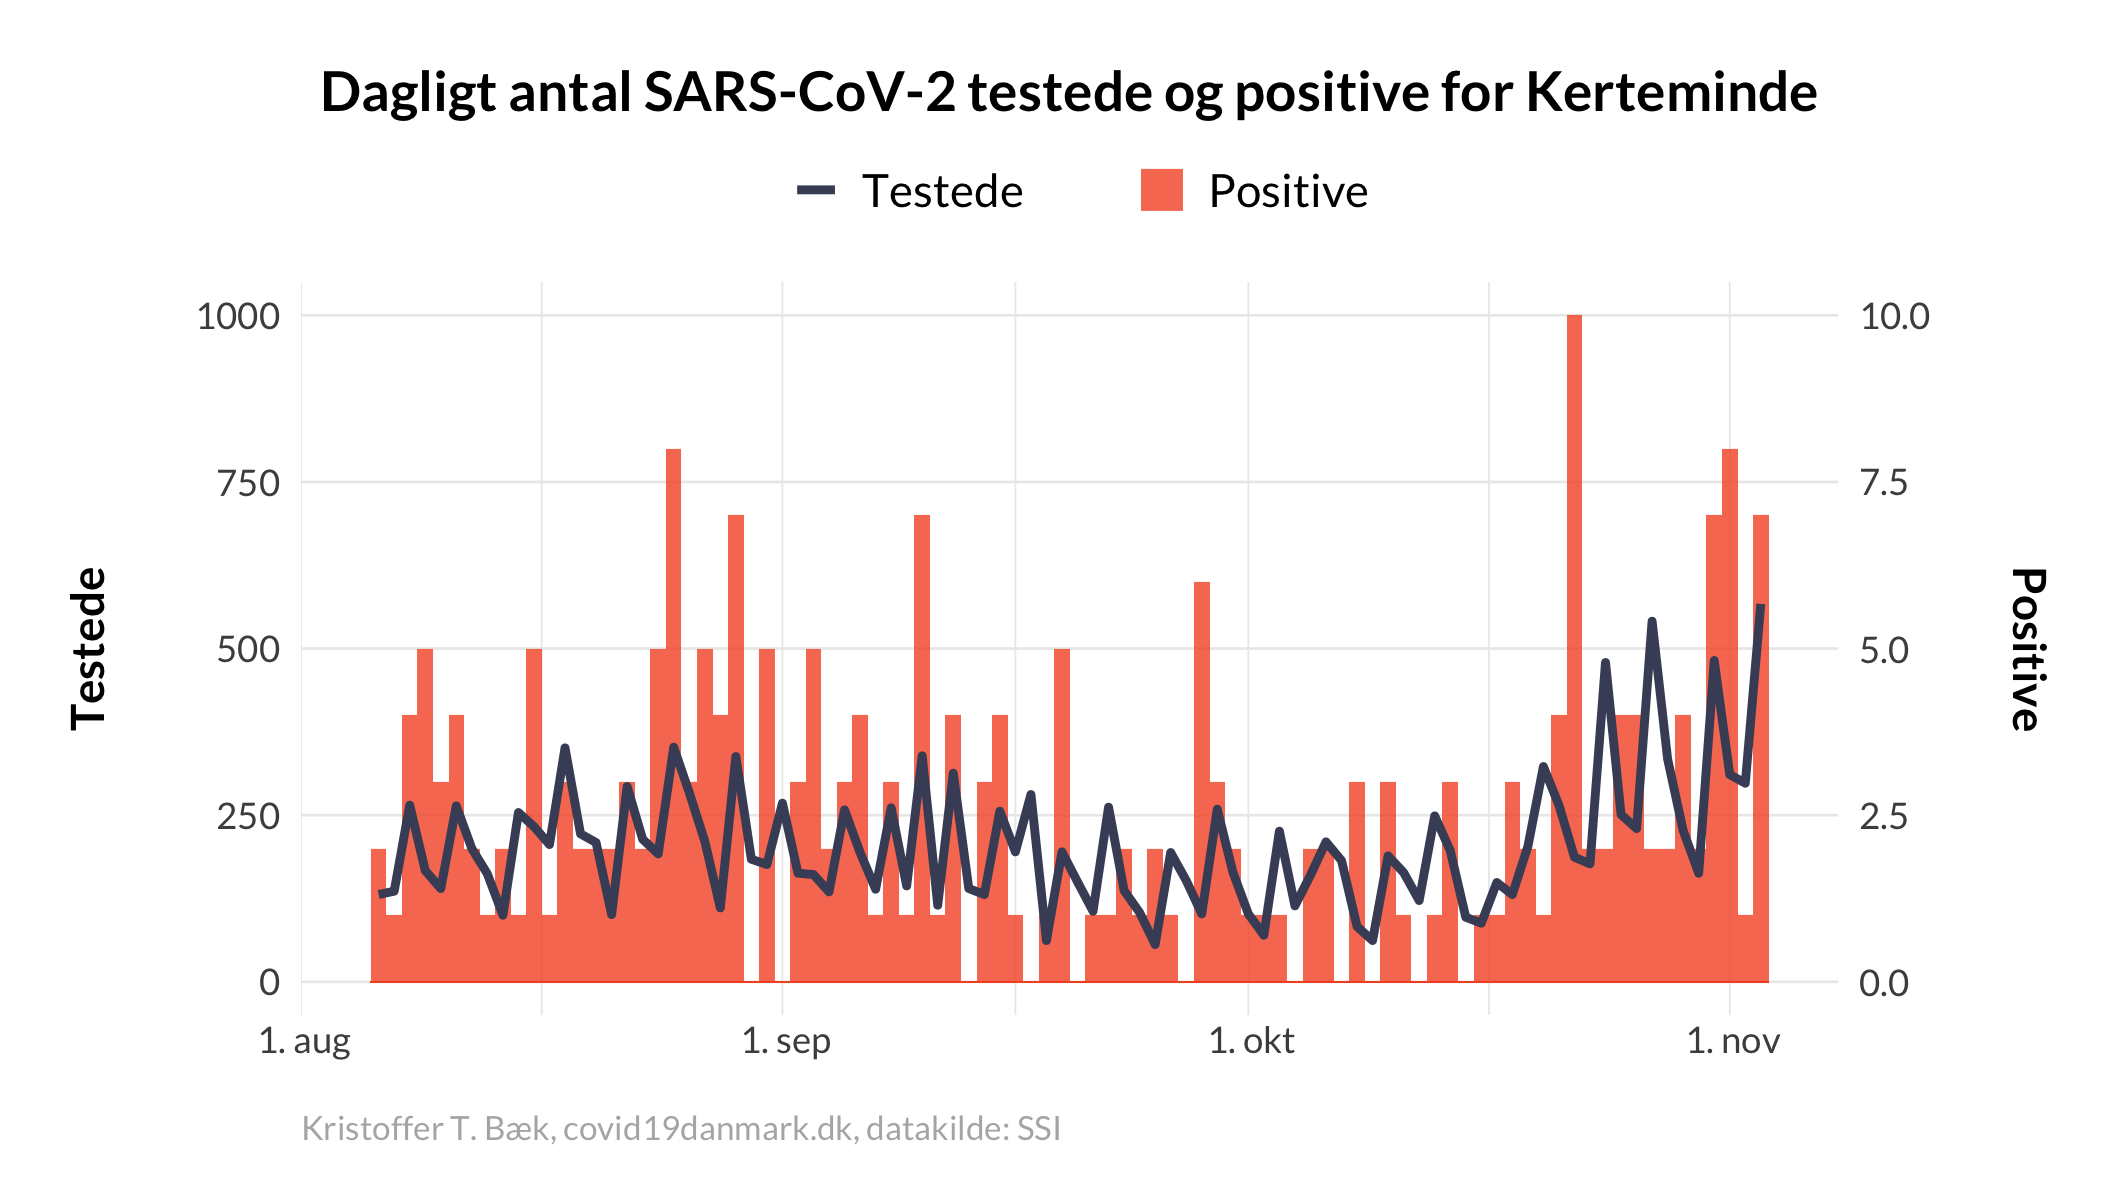 Dagligt antal SARS-CoV-2 testede og positive for Kerteminde
Testede Positive
1000 10.0
750 7.5
500 5.0
250 2.5
0 0.0
Testede
Positive
1. aug 1. sep 1. okt 1. nov
Kristoffer T. Bæk, covid19danmark.dk, datakilde: SSI